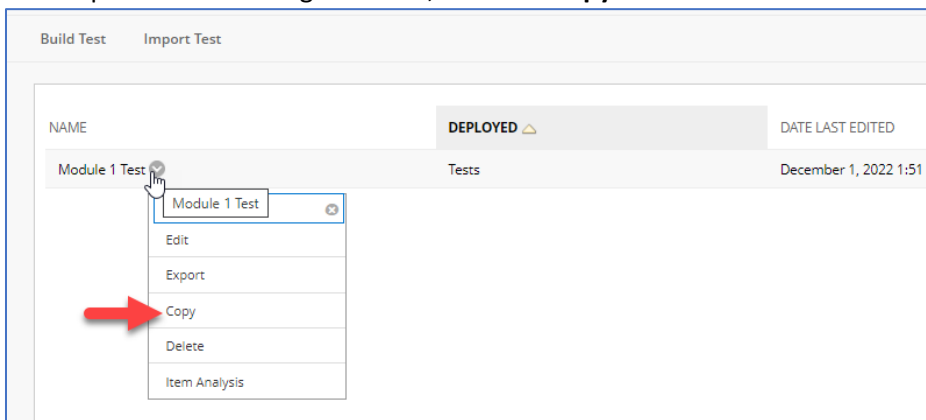 Build Test Import Test
NAME DEPLOYED DATE LAST EDITED
Module 1 Test Tests December 1, 2022 1:51
Module 1 Test
Edit
Export
Copy
Delete
Item Analysis